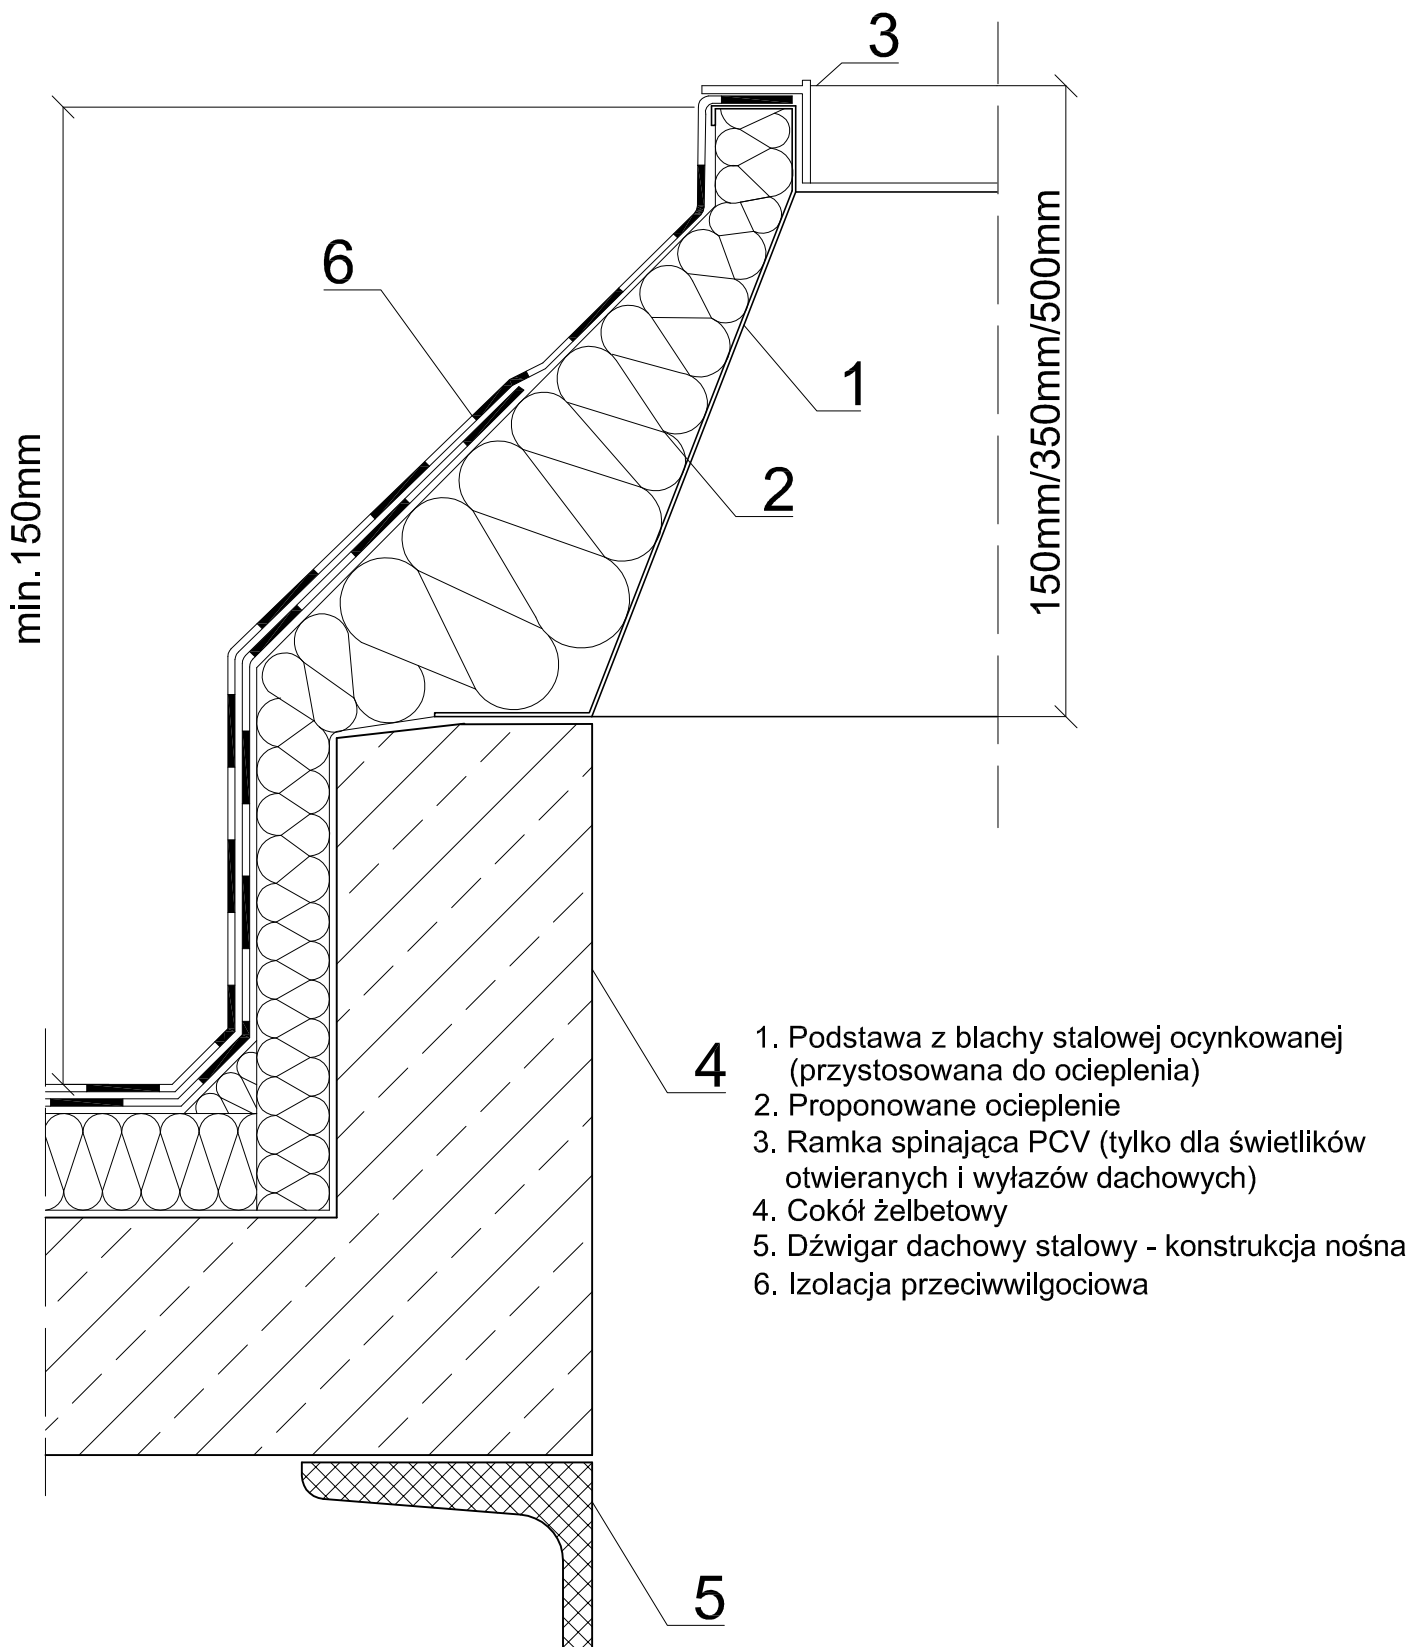 3
6
1
2
min.150mm
150mm/350mm/500mm
4
1. Podstawa z blachy stalowej ocynkowanej
(przystosowana do ocieplenia)
2. Proponowane ocieplenie
3. Ramka spinająca PCV (tylko dla świetlików
otwieranych i wyłazów dachowych)
4. Cokół żelbetowy
5. Dźwigar dachowy stalowy - konstrukcja nośna
6. Izolacja przeciwwilgociowa
5